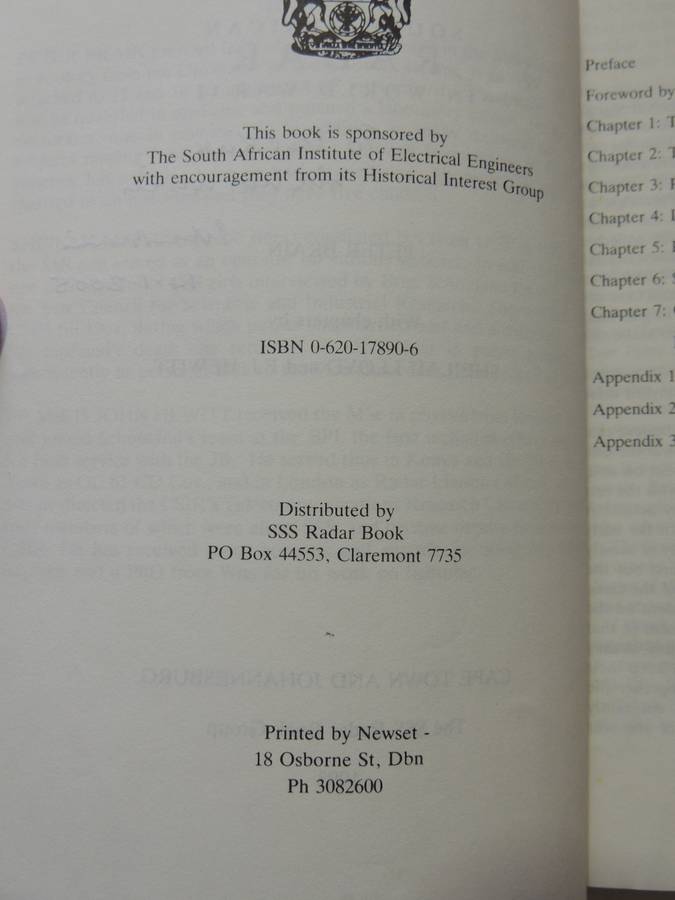 This book is sponsored by
The South African Institute of Electrical Engineers
with encouragement from its Historical Interest Group
ISBN 0-620-17890-6
Distributed by
SSS Radar Book
PO Box 44553, Claremont 7735
Printed by Newset -
18 Osborne St, Dbn
Ph 3082600
Preface
Foreword by
Chapter 1:
Chapter 2:
Chapter 3:
Chapter 4:
Chapter 5:
Chapter 6:
Chapter 7:
Appendix 1
Appendix 2
Appendix 3